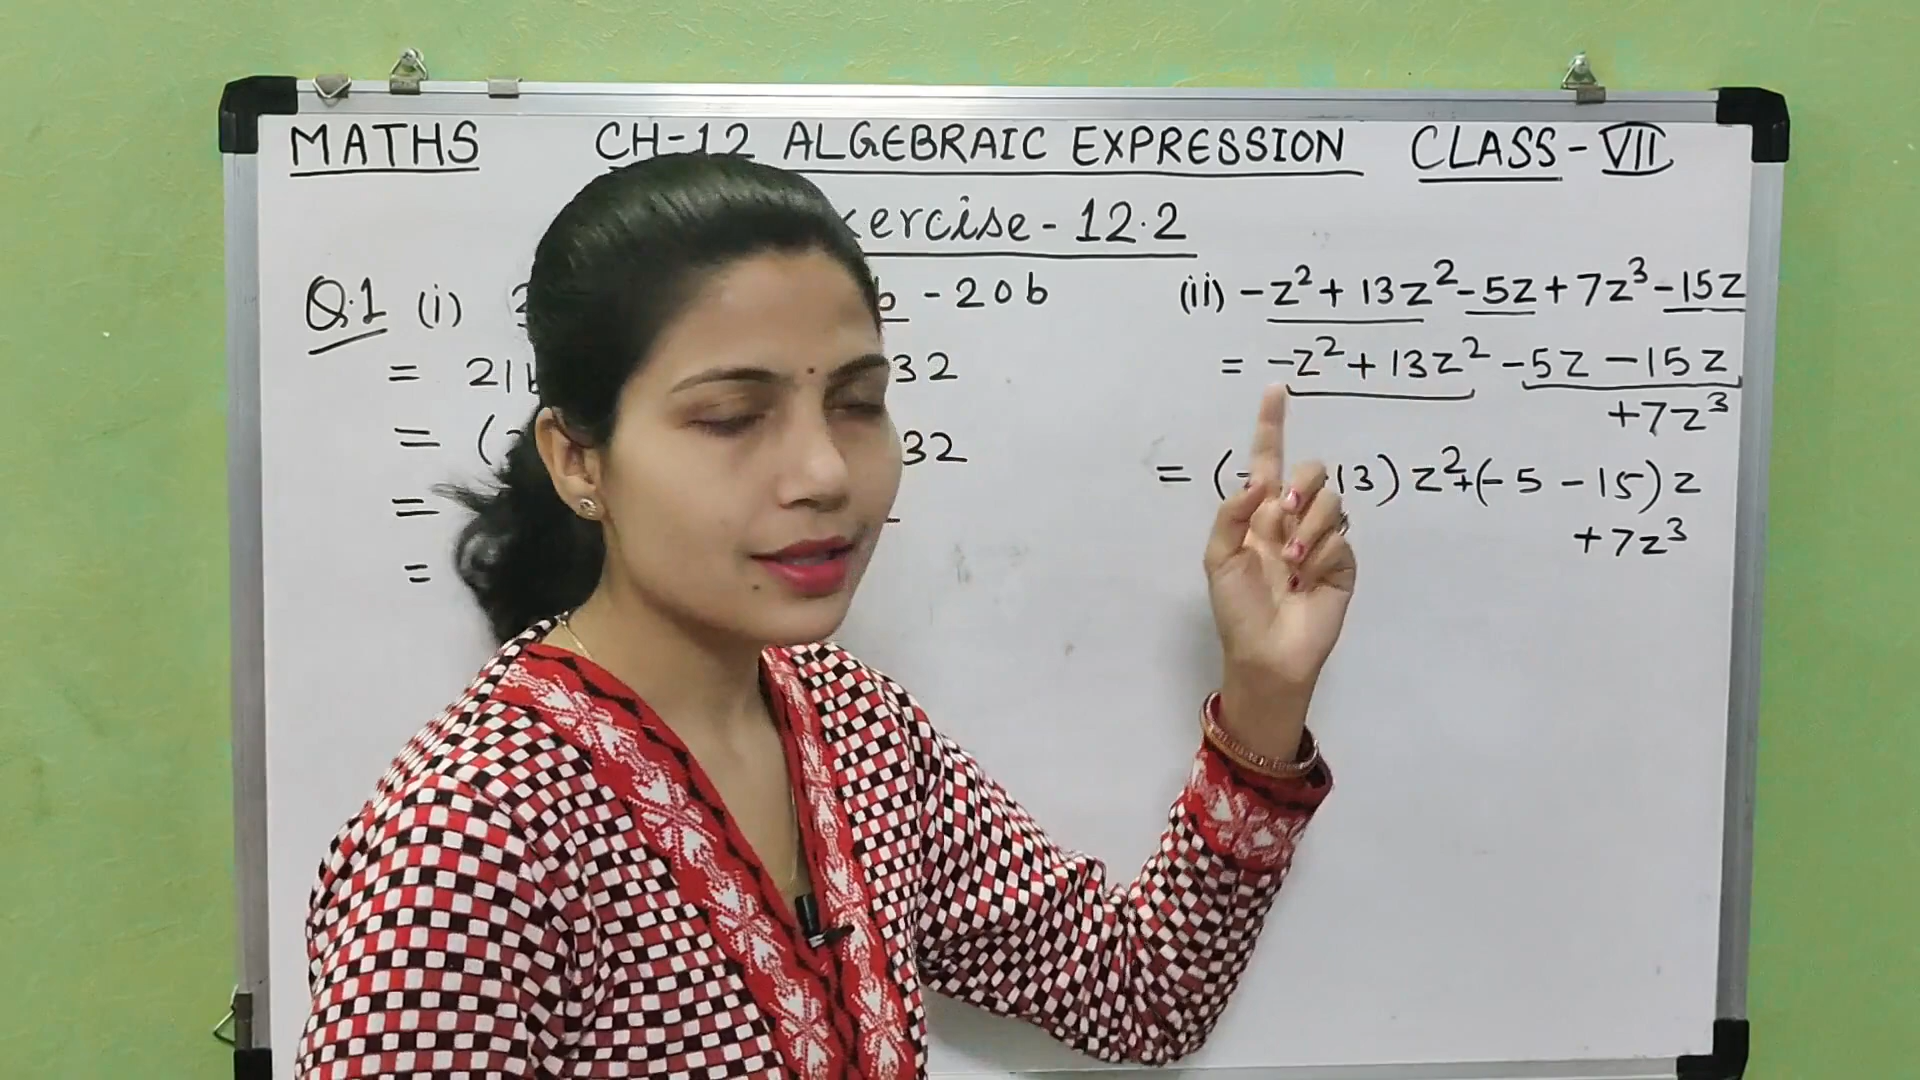 MATHS CH-12 ALGEBRAIC EXPRESSION CLASS - VII
xercise - 12.2
Q.1 (i) 2 b - 20b
= 21b 32
= ( 32
=
=
(ii) -z² + 13z² - 5z + 7z³ - 15z
= -z² + 13z² - 5z - 15z
+ 7z³
= ( 13) z² + (-5 - 15) z
+ 7z³